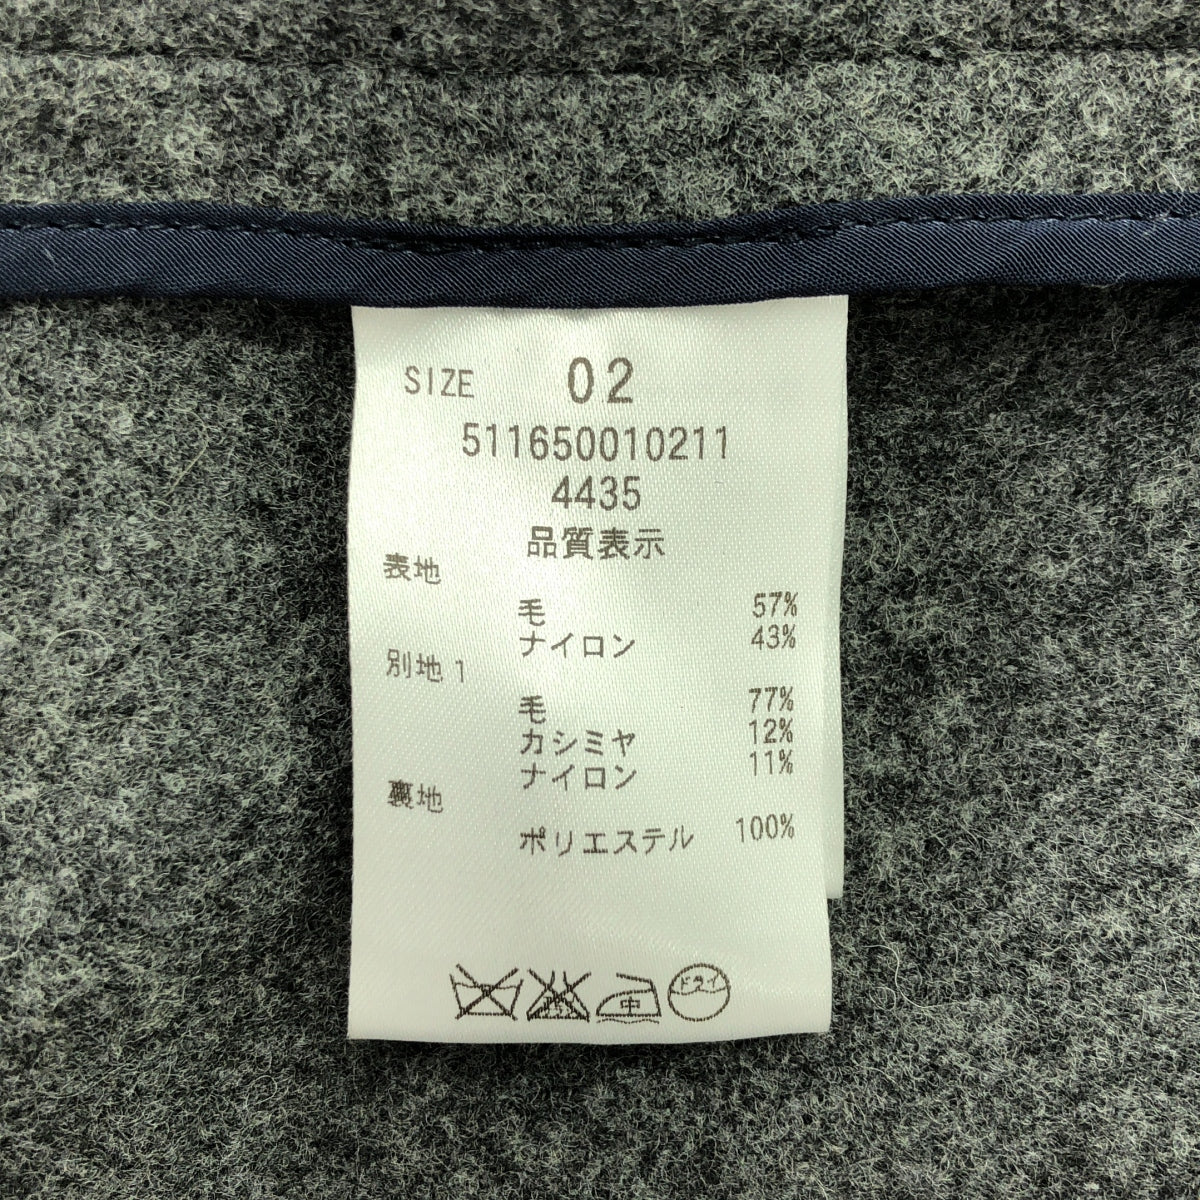 SIZE 02
511650010211
4435
品質表示
表地
毛 57%
ナイロン 43%
別地1
毛 77%
カシミヤ 12%
ナイロン 11%
裏地
ポリエステル 100%
中 ドライ